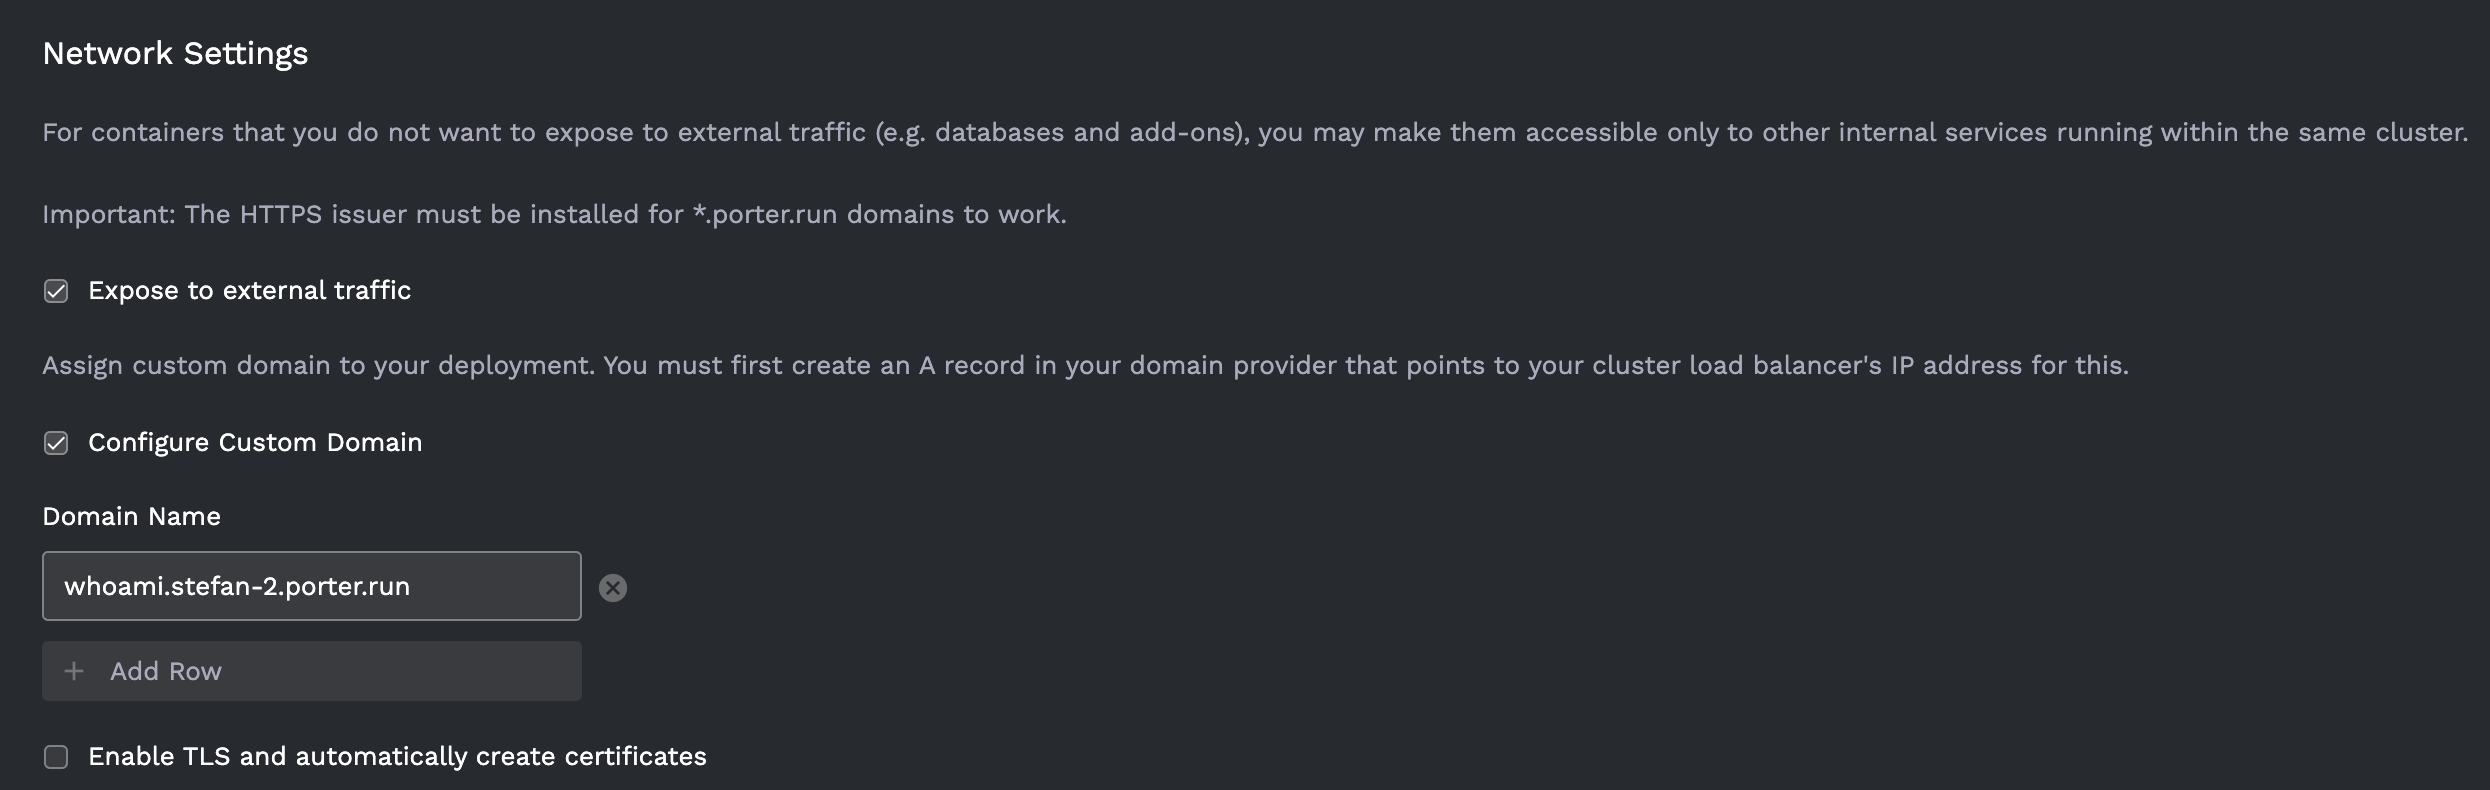 Network Settings
For containers that you do not want to expose to external traffic (e.g. databases and add-ons), you may make them accessible only to other internal services running within the same cluster.
Important: The HTTPS issuer must be installed for *.porter.run domains to work.
Expose to external traffic
Assign custom domain to your deployment. You must first create an A record in your domain provider that points to your cluster load balancer's IP address for this.
Configure Custom Domain
Domain Name
whoami.stefan-2.porter.run
+ Add Row
Enable TLS and automatically create certificates